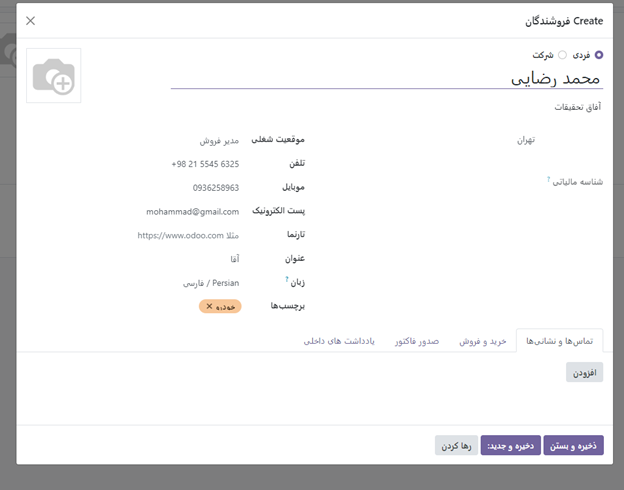 Create فروشندگان
فردی شرکت
محمد رضایی
آفاق تحقیقات
تهران
شناسه مالیاتی ?
موقعیت شغلی مدیر فروش
تلفن +98 21 5545 6325
موبایل 0936258963
پست الکترونیک mohammad@gmail.com
تارنما مثلا https://www.odoo.com
عنوان آقا
زبان ? Persian / فارسی
برچسب‌ها خودرو ×
تماس‌ها و نشانی‌ها خرید و فروش صدور فاکتور یادداشت های داخلی
افزودن
ذخیره و بستن ذخیره و جدید: رها کردن